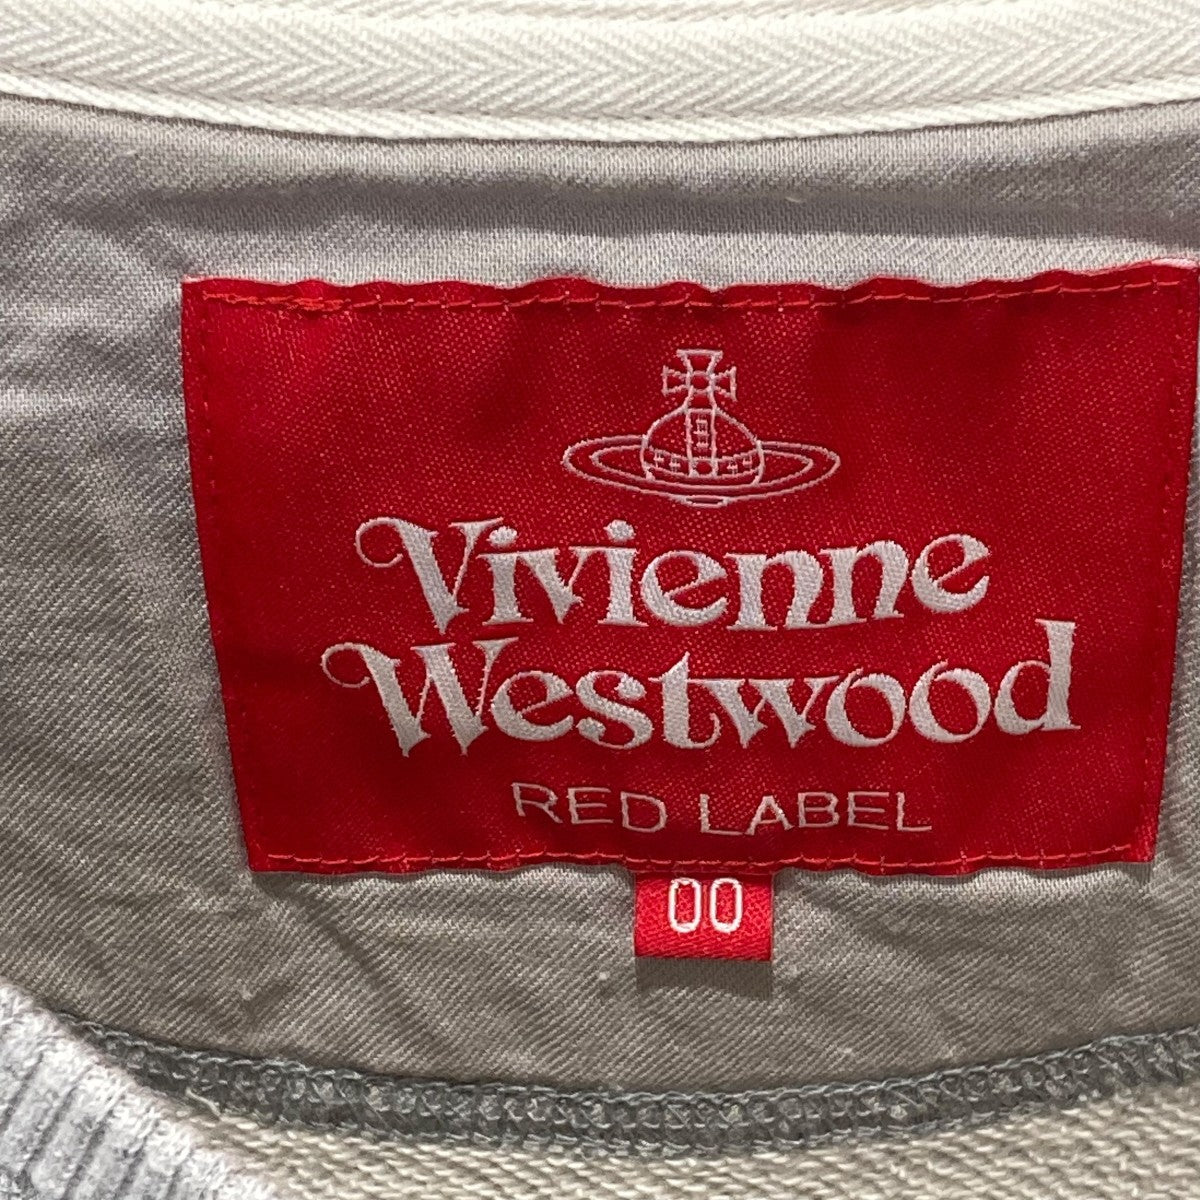 Vivienne
Westwood
RED LABEL
00